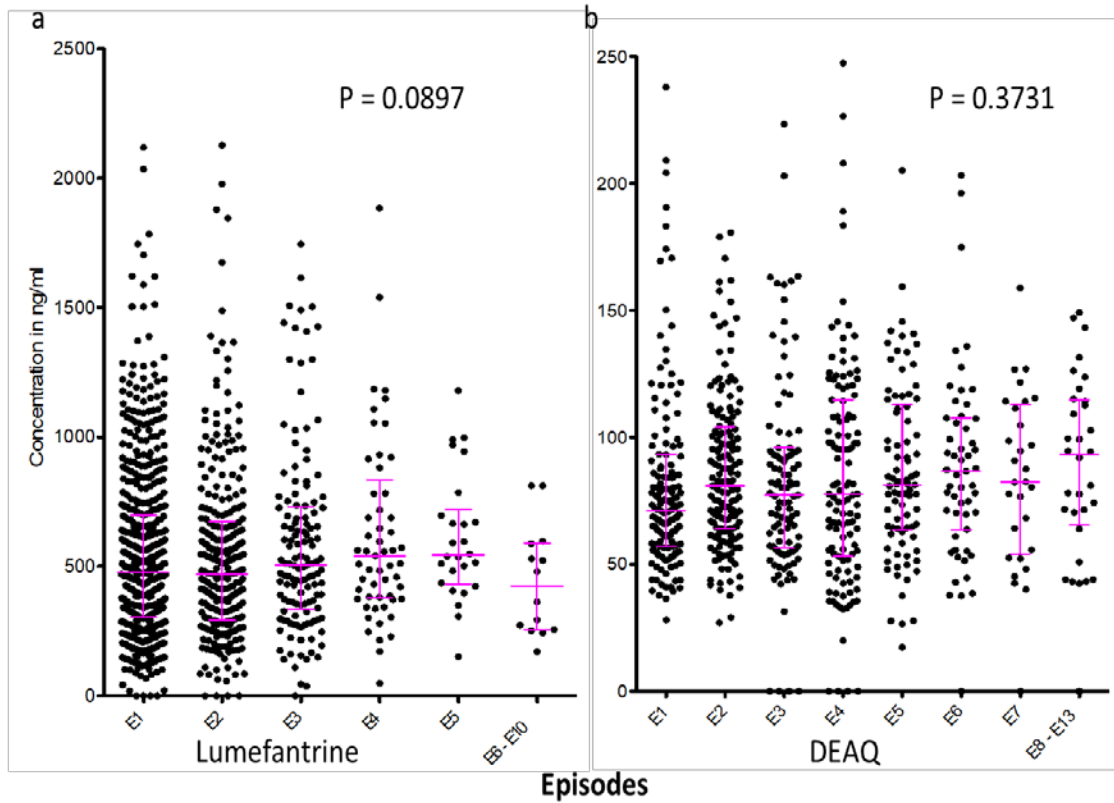 a
P = 0.0897
Concentration in ng/ml
2500
2000
1500
1000
500
0
E1
E2
E3
E4
E5
E6 - E10
Lumefantrine
b
P = 0.3731
250
200
150
100
50
0
E1
E2
E3
E4
E5
E6
E7
E8 - E13
DEAQ
Episodes